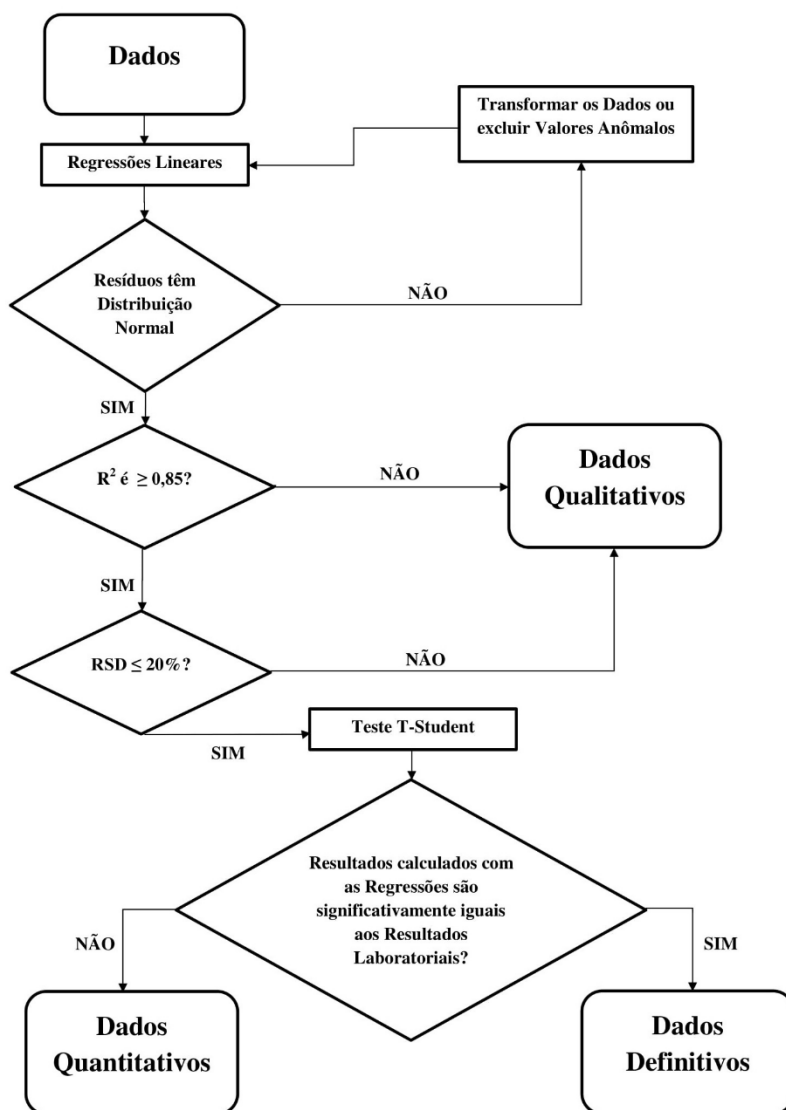 Dados
Transformar os Dados ou
excluir Valores Anômalos
Regressões Lineares
Resíduos têm
Distribuição
Normal
NÃO
SIM
R² é ≥ 0,85?
NÃO
Dados
Qualitativos
SIM
RSD ≤ 20%?
NÃO
Teste T-Student
SIM
Resultados calculados com
as Regressões são
significativamente iguais
aos Resultados
Laboratoriais?
NÃO
SIM
Dados
Quantitativos
Dados
Definitivos